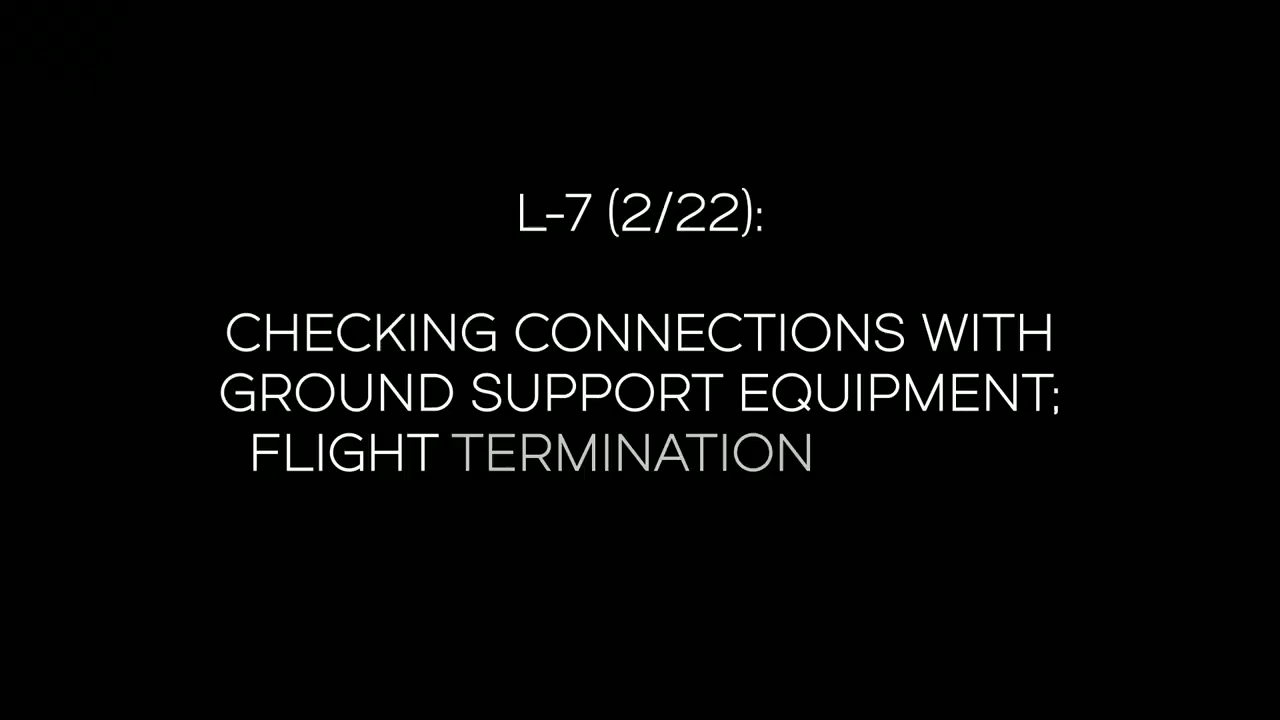 L-7 (2/22):
CHECKING CONNECTIONS WITH
GROUND SUPPORT EQUIPMENT;
FLIGHT TERMINATION